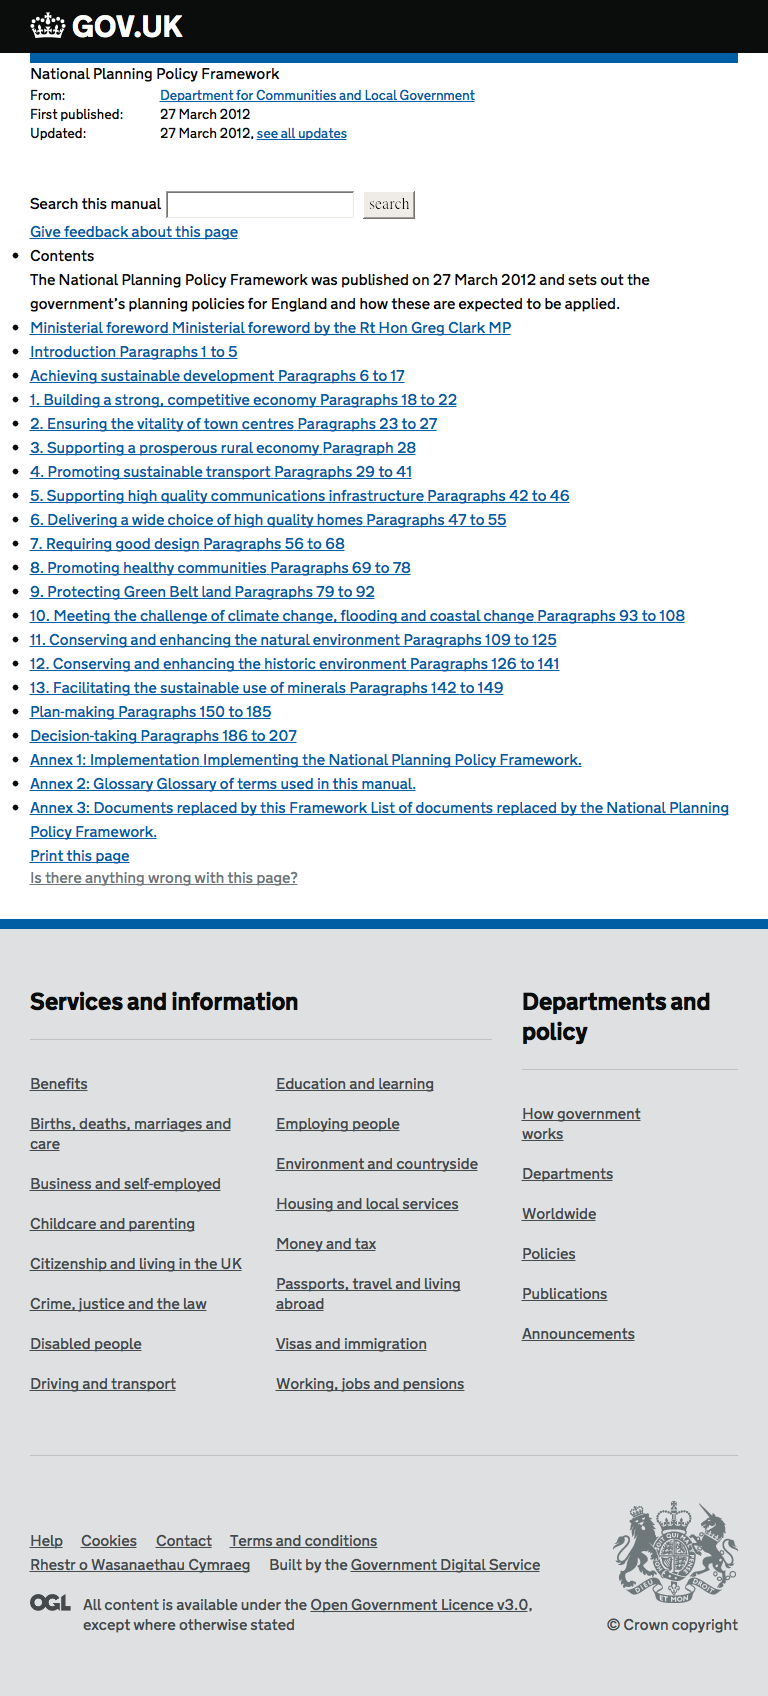 GOV.UK
National Planning Policy Framework
From: Department for Communities and Local Government
First published: 27 March 2012
Updated: 27 March 2012, see all updates
Search this manual search
Give feedback about this page
Contents
The National Planning Policy Framework was published on 27 March 2012 and sets out the
government's planning policies for England and how these are expected to be applied.
Ministerial foreword Ministerial foreword by the Rt Hon Greg Clark MP
Introduction Paragraphs 1 to 5
Achieving sustainable development Paragraphs 6 to 17
1. Building a strong, competitive economy Paragraphs 18 to 22
2. Ensuring the vitality of town centres Paragraphs 23 to 27
3. Supporting a prosperous rural economy Paragraph 28
4. Promoting sustainable transport Paragraphs 29 to 41
5. Supporting high quality communications infrastructure Paragraphs 42 to 46
6. Delivering a wide choice of high quality homes Paragraphs 47 to 55
7. Requiring good design Paragraphs 56 to 68
8. Promoting healthy communities Paragraphs 69 to 78
9. Protecting Green Belt land Paragraphs 79 to 92
10. Meeting the challenge of climate change, flooding and coastal change Paragraphs 93 to 108
11. Conserving and enhancing the natural environment Paragraphs 109 to 125
12. Conserving and enhancing the historic environment Paragraphs 126 to 141
13. Facilitating the sustainable use of minerals Paragraphs 142 to 149
Plan-making Paragraphs 150 to 185
Decision-taking Paragraphs 186 to 207
Annex 1: Implementation Implementing the National Planning Policy Framework.
Annex 2: Glossary Glossary of terms used in this manual.
Annex 3: Documents replaced by this Framework List of documents replaced by the National Planning
Policy Framework.
Print this page
Is there anything wrong with this page?
Services and information
Benefits
Births, deaths, marriages and
care
Business and self-employed
Childcare and parenting
Citizenship and living in the UK
Crime, justice and the law
Disabled people
Driving and transport
Education and learning
Employing people
Environment and countryside
Housing and local services
Money and tax
Passports, travel and living
abroad
Visas and immigration
Working, jobs and pensions
Departments and
policy
How government
works
Departments
Worldwide
Policies
Publications
Announcements
Help Cookies Contact Terms and conditions
Rhestr o Wasanaethau Cymraeg Built by the Government Digital Service
OGL All content is available under the Open Government Licence v3.0,
except where otherwise stated
DIEU ET MON DROIT
© Crown copyright